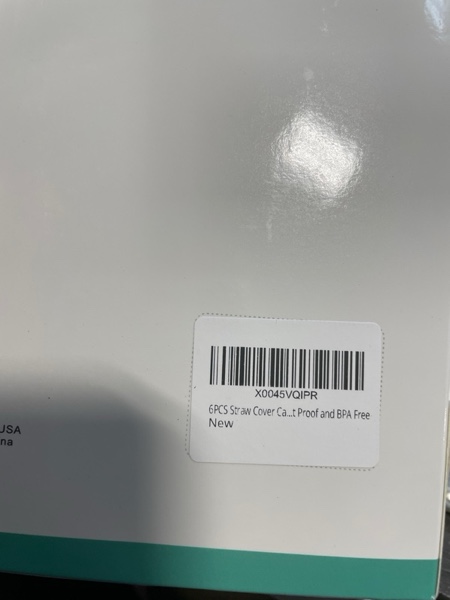 X0045VQIPR
6PCS Straw Cover Ca...t Proof and BPA Free
New
USA
na